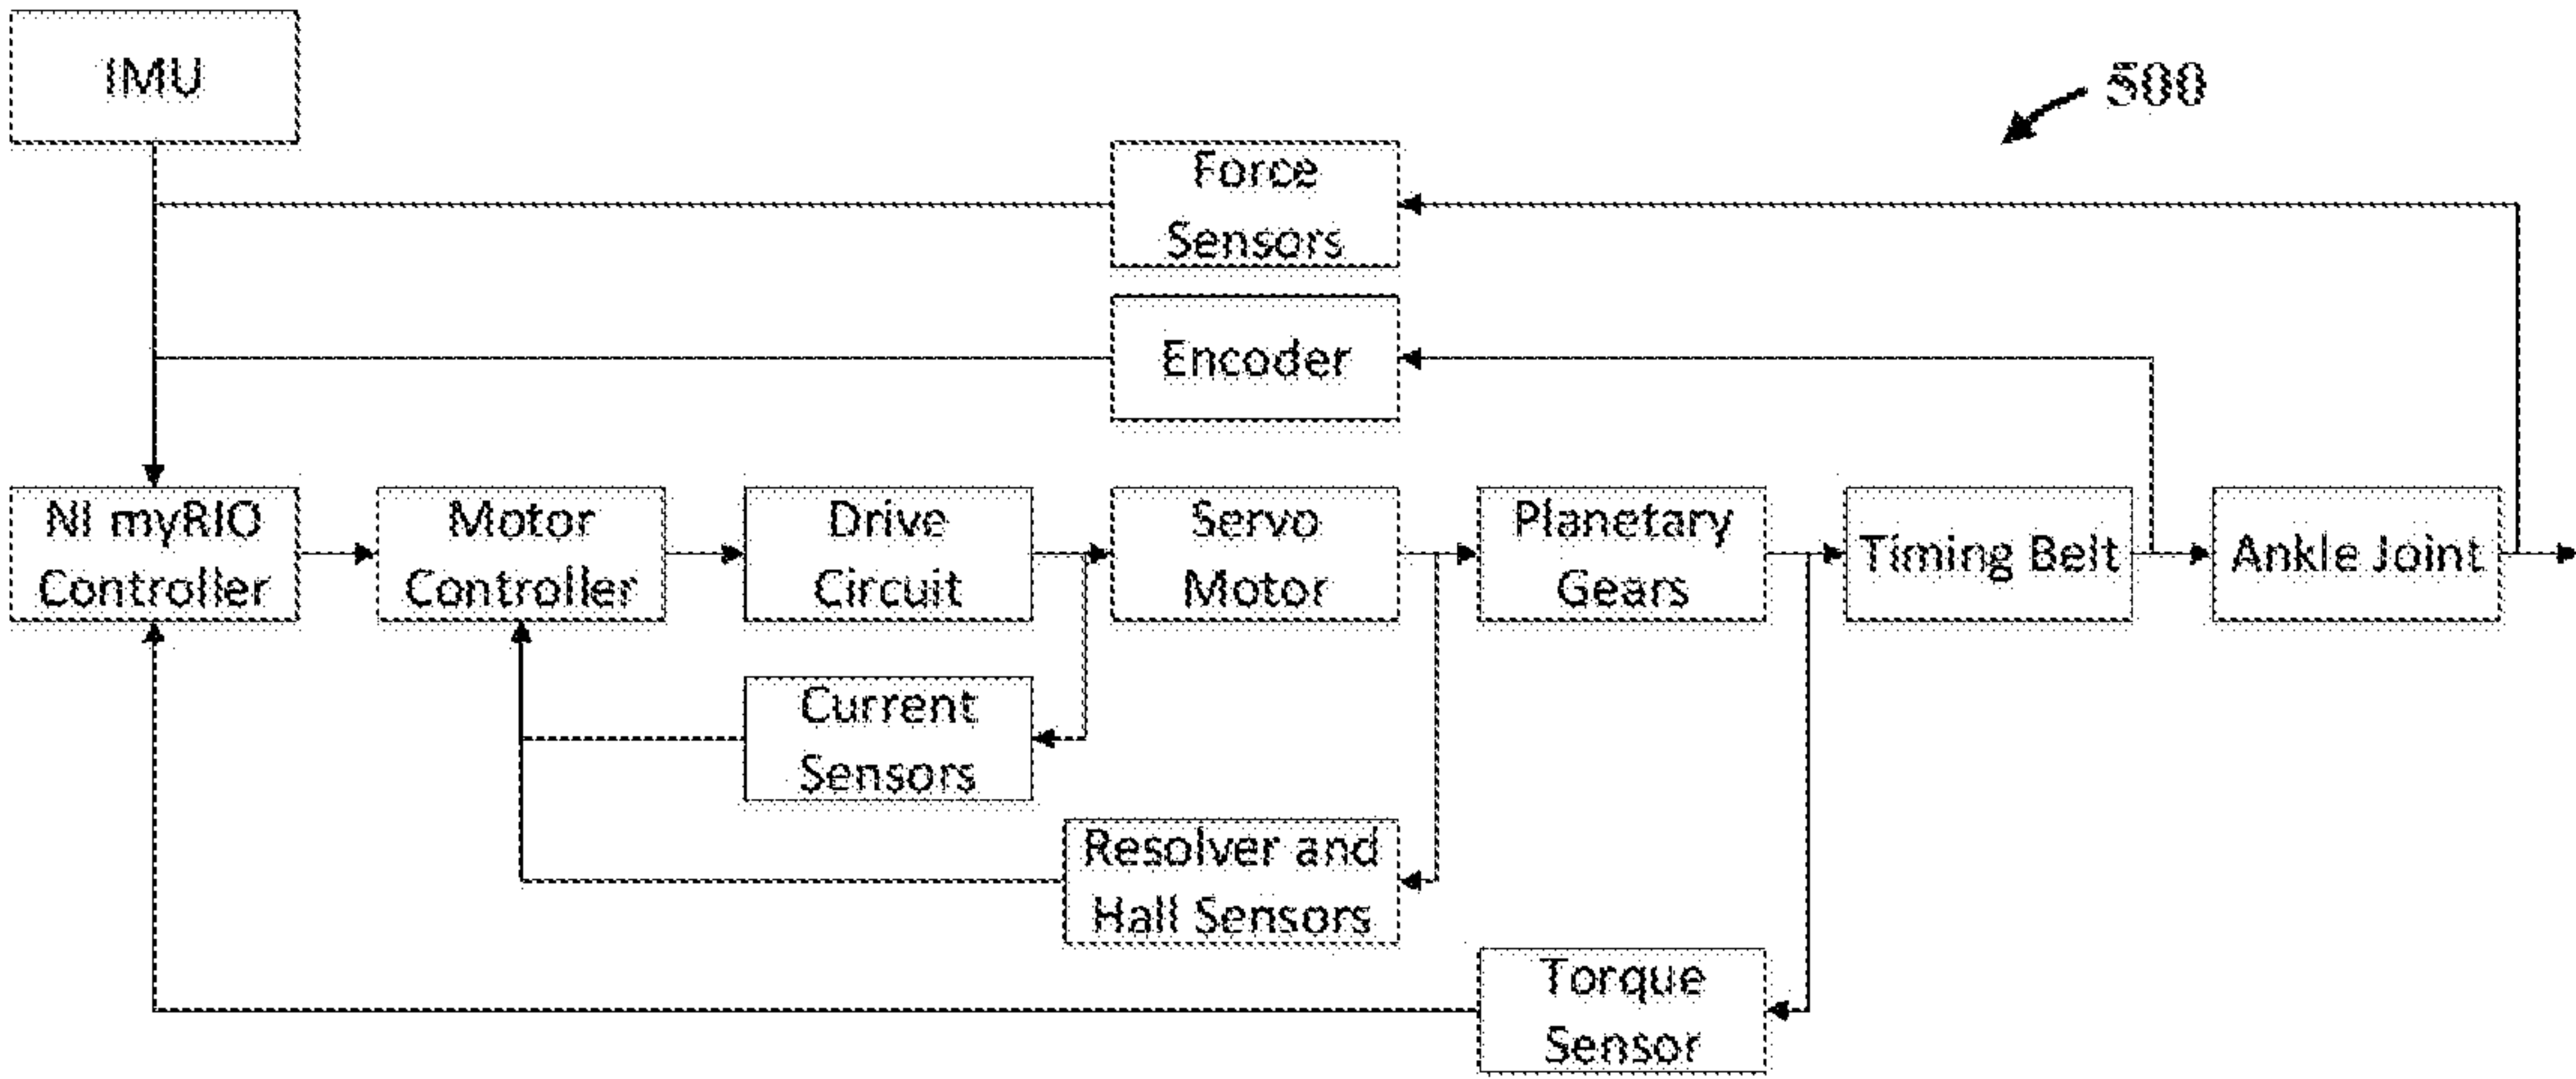 IMU
500
Force
Sensors
Encoder
NI myRIO
Controller
Motor
Controller
Drive
Circuit
Servo
Motor
Planetary
Gears
Timing Belt
Ankle Joint
Current
Sensors
Resolver and
Hall Sensors
Torque
Sensor